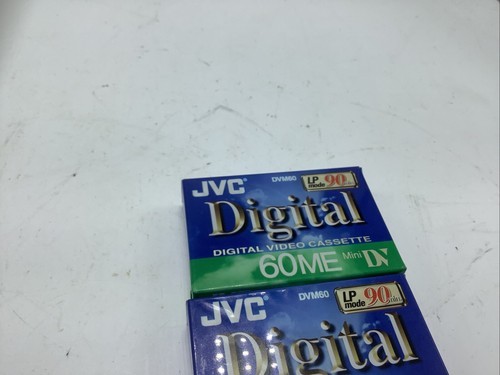 JVC DVM60 LP mode 90 min
Digital
DIGITAL VIDEO CASSETTE
60ME Mini DV
JVC DVM60 LP mode 90 min
Digital